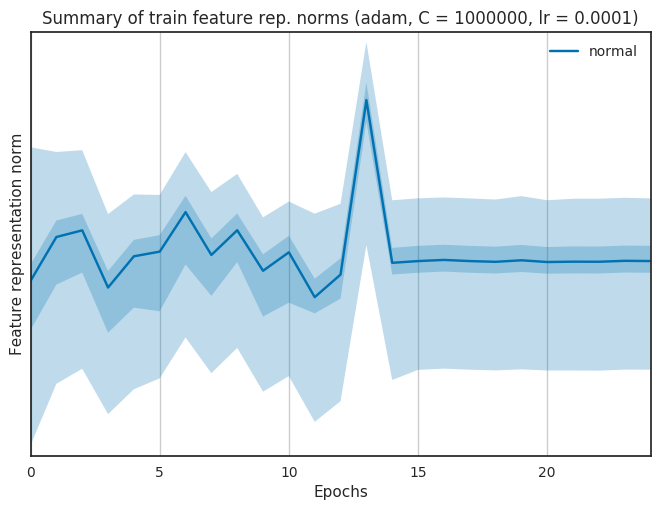 Summary of train feature rep. norms (adam, C = 1000000, lr = 0.0001)
normal
Feature representation norm
0 5 10 15 20
Epochs